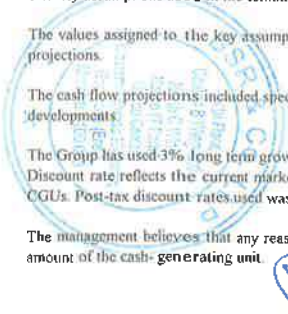 The values assigned to the key assump
projections.
The cash flow projections included spec
developments.
The Group has used 3% long term grow
Discount rate reflects the current mark
CGUs. Post-tax discount rates used was
The management believes that any reas
amount of the cash- generating unit.